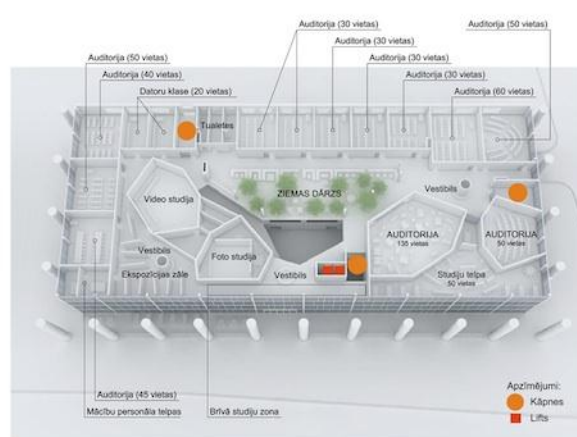 Auditorija (50 vietas)
Auditorija (40 vietas)
Datoru klase (20 vietas)
Auditorija (30 vietas)
Auditorija (30 vietas)
Auditorija (30 vietas)
Auditorija (30 vietas)
Auditorija (60 vietas)
Auditorija (50 vietas)
Tualetes
ZIEMAS DĀRZS
Vestibils
Video studija
AUDITORIJA
135 vietas
AUDITORIJA
50 vietas
Vestibils
Foto studija
Ekspozīcijas zāle
Vestibils
Studiju telpa
50 vietas
Auditorija (45 vietas)
Mācību personāla telpas
Brīvā studiju zona
Apzīmējumi:
Kāpnes
Lifts